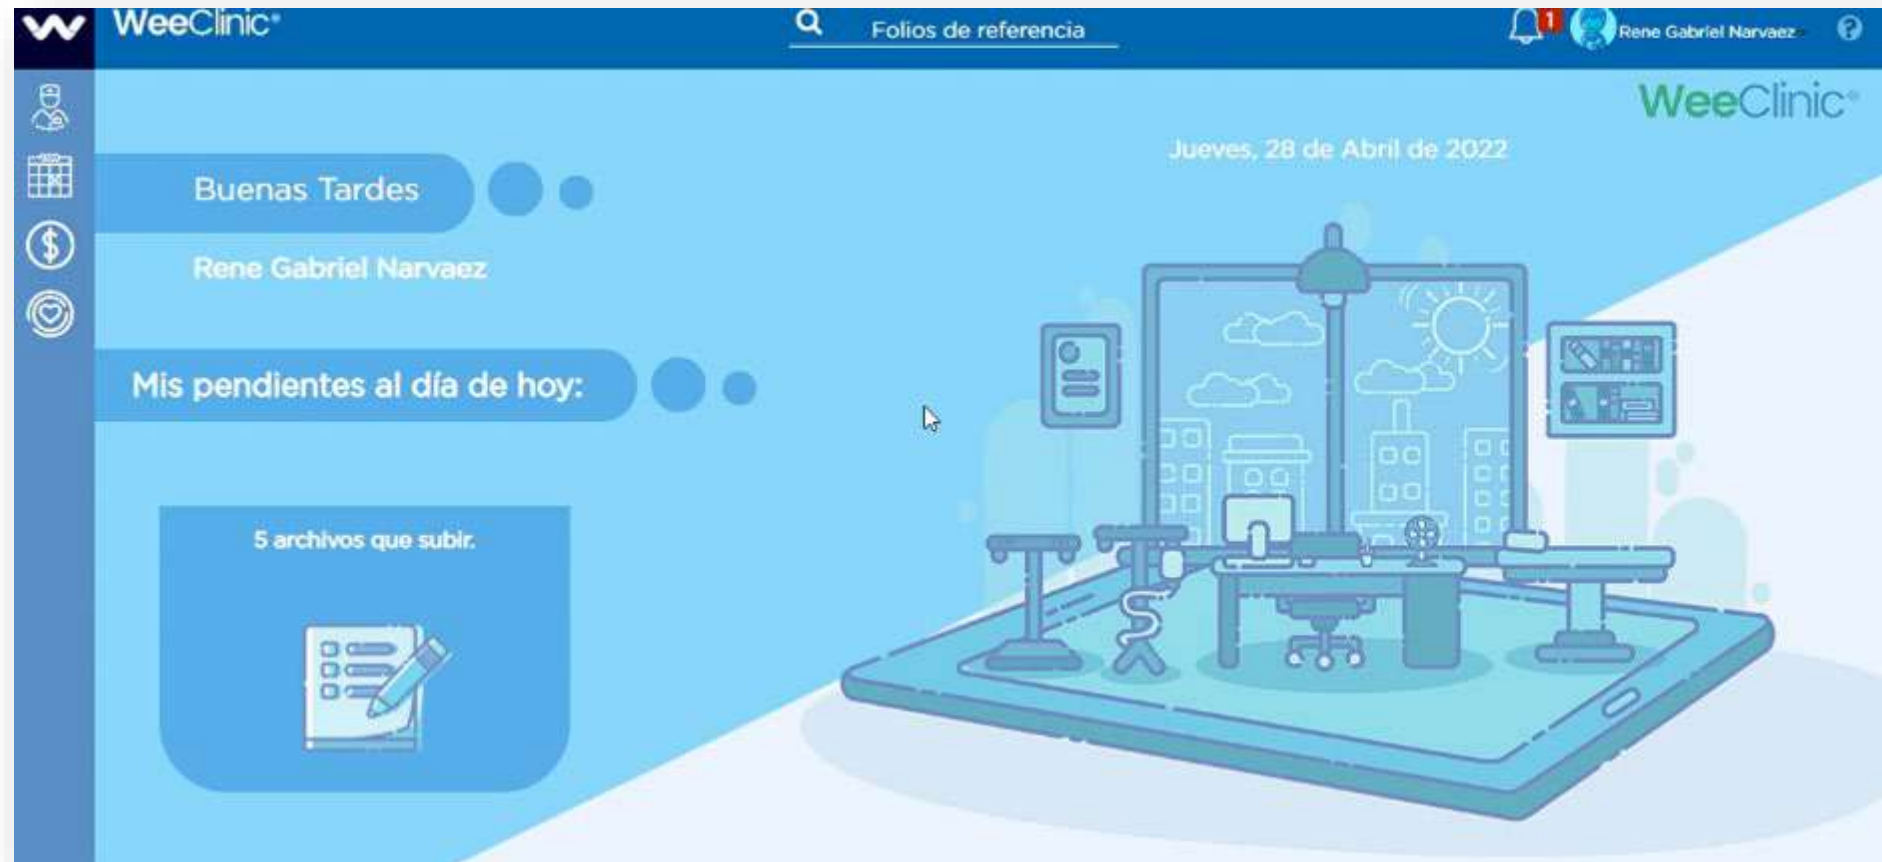 WeeClinic®
Folios de referencia
1
Rene Gabriel Narvaez
?
WeeClinic®
Jueves, 28 de Abril de 2022
Buenas Tardes
Rene Gabriel Narvaez
Mis pendientes al día de hoy:
5 archivos que subir.